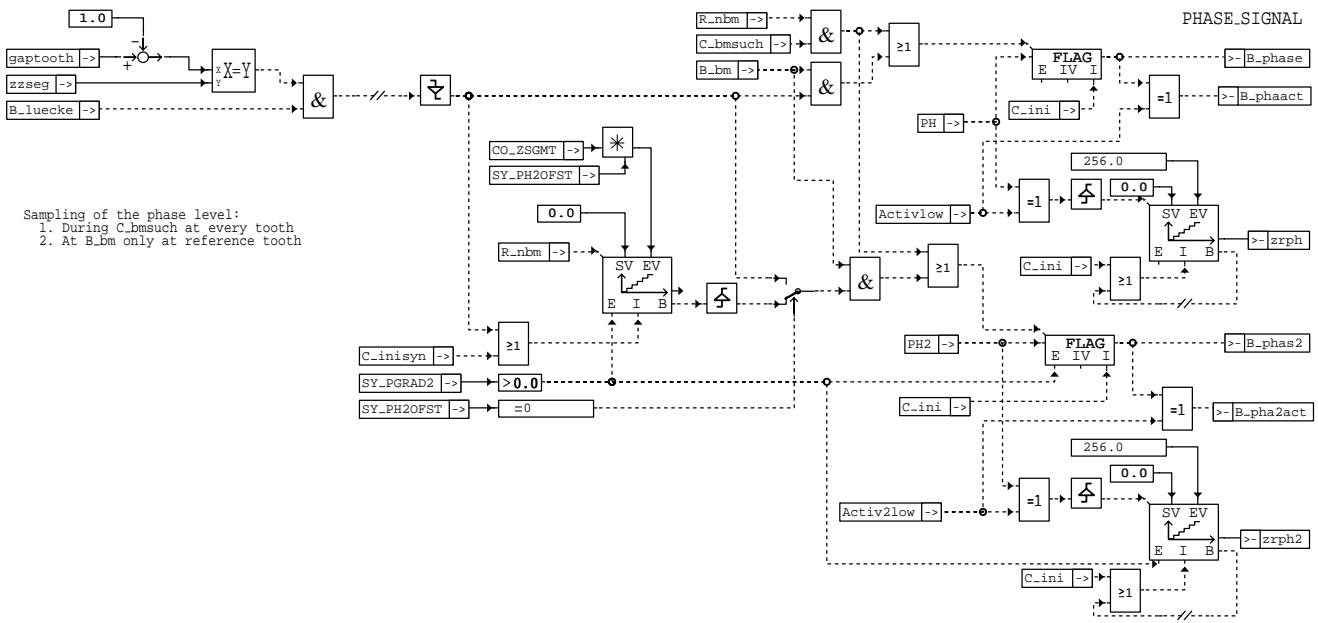 PHASE_SIGNAL
1.0
−
+
gaptooth ->
zzseg ->
B_luecke ->
X
Y
X=Y
&
R_nbm ->
C_bmsuch ->
B_bm ->
&
&
≥1
FLAG
E IV I
>- B_phase
C_ini ->
=1
>- B_phaact
PH ->
CO_ZSGMT ->
SY_PH2OFST ->
*
256.0
0.0
=1
Activlow ->
SV EV
E I B
>- zrph
Sampling of the phase level:
1. During C_bmsuch at every tooth
2. At B_bm only at reference tooth
0.0
R_nbm ->
SV EV
E I B
&
≥1
C_ini ->
≥1
C_inisyn ->
≥1
PH2 ->
FLAG
E IV I
>- B_phas2
SY_PGRAD2 ->
>0.0
SY_PH2OFST ->
=0
C_ini ->
=1
>- B_pha2act
256.0
0.0
=1
Activ2low ->
SV EV
E I B
>- zrph2
C_ini ->
≥1